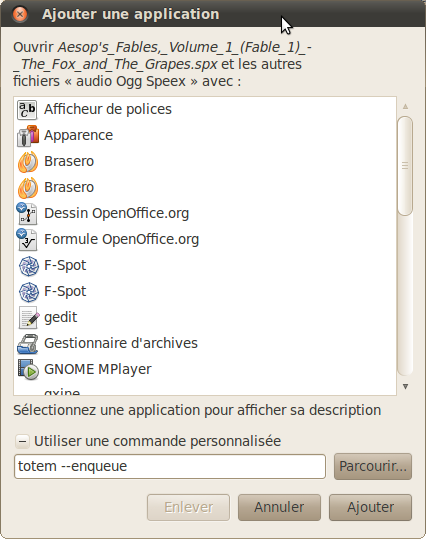 Ajouter une application
Ouvrir Aesop's_Fables,_Volume_1_(Fable_1)_-
_The_Fox_and_The_Grapes.spx et les autres
fichiers « audio Ogg Speex » avec :
Afficheur de polices
Apparence
Brasero
Brasero
Dessin OpenOffice.org
Formule OpenOffice.org
F-Spot
F-Spot
gedit
Gestionnaire d'archives
GNOME MPlayer
gxine
Sélectionnez une application pour afficher sa description
Utiliser une commande personnalisée
totem --enqueue
Parcourir...
Enlever
Annuler
Ajouter